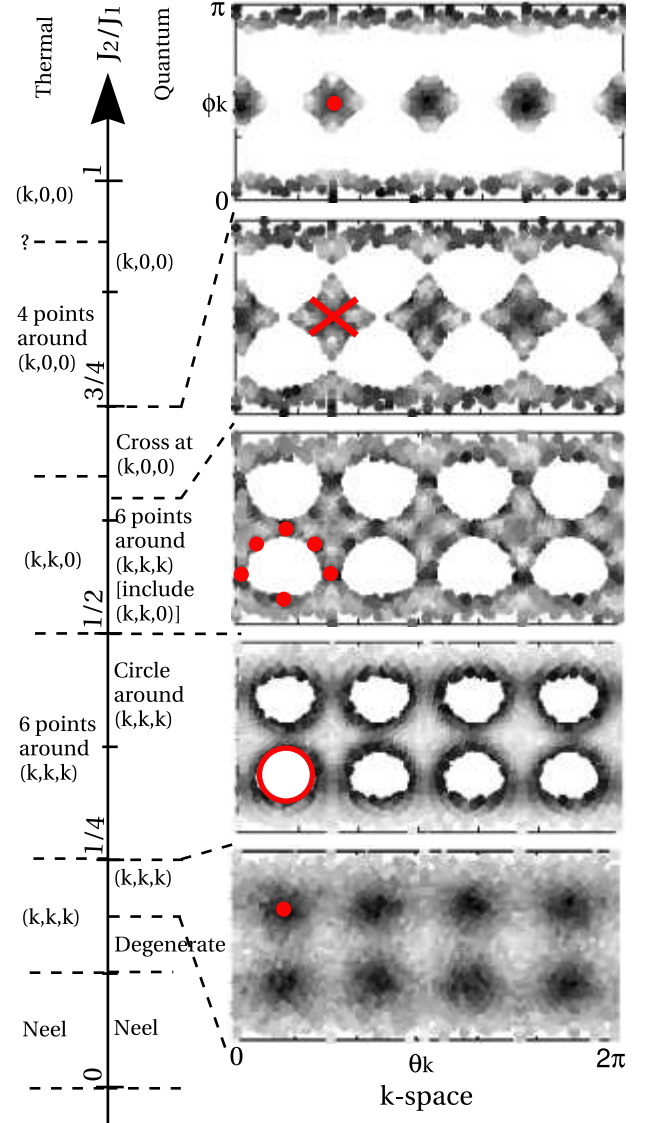 Thermal
J2/J1
Quantum
π
ϕk
0
1
(k,0,0)
?
(k,0,0)
4 points
around
(k,0,0)
3/4
Cross at
(k,0,0)
6 points
around
(k,k,k)
[include
(k,k,0)]
(k,k,0)
1/2
Circle
around
(k,k,k)
6 points
around
(k,k,k)
1/4
(k,k,k)
(k,k,k)
Degenerate
Neel
Neel
0
0
θk
2π
k-space